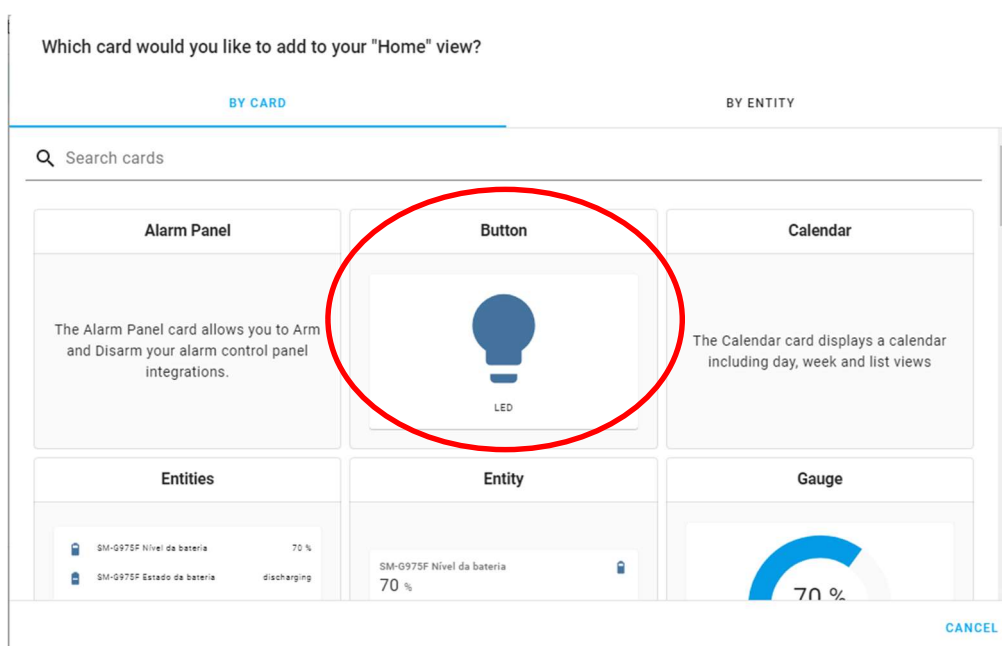 Which card would you like to add to your "Home" view?
BY CARD
BY ENTITY
Search cards
Alarm Panel
Button
Calendar
The Alarm Panel card allows you to Arm
and Disarm your alarm control panel
integrations.
LED
The Calendar card displays a calendar
including day, week and list views
Entities
Entity
Gauge
SM-G975F Nível da bateria 70 %
SM-G975F Estado da bateria discharging
SM-G975F Nível da bateria
70 %
70 %
CANCEL